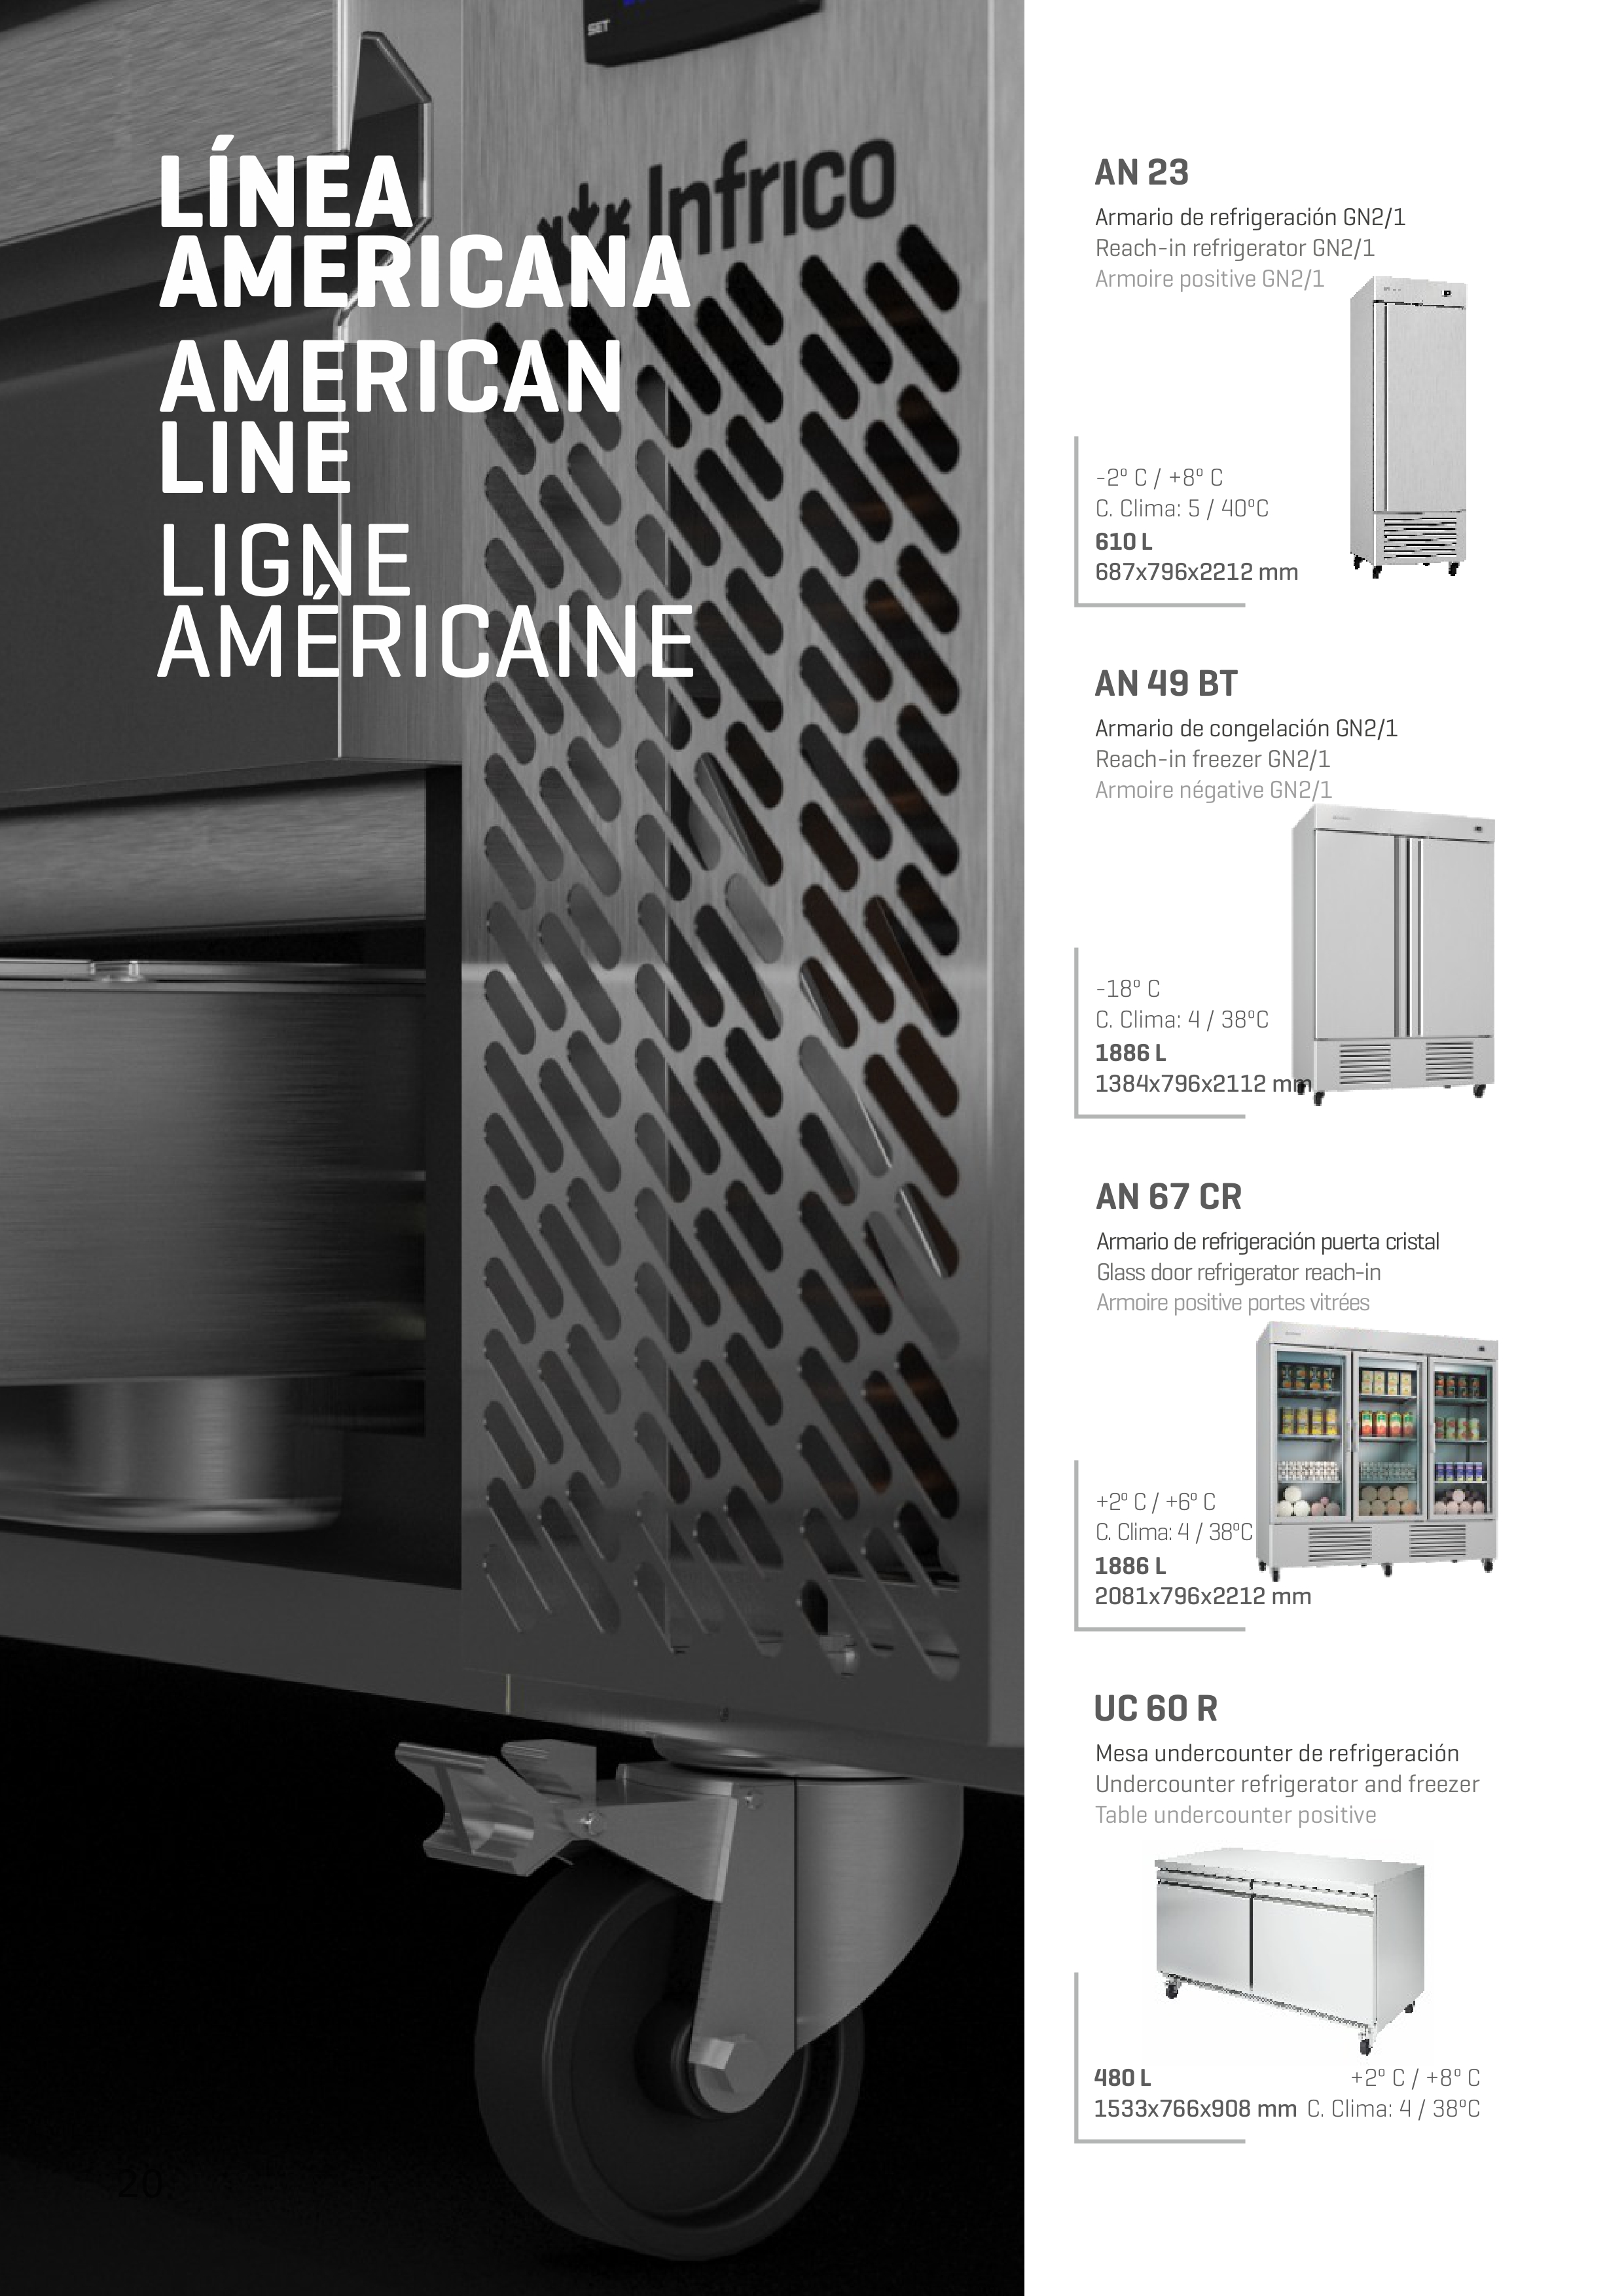 SET
Infrico
LÍNEA
AMERICANA
AMERICAN
LINE
LIGNE
AMÉRICAINE
20
AN 23
Armario de refrigeración GN2/1
Reach-in refrigerator GN2/1
Armoire positive GN2/1
-2º C / +8º C
C. Clima: 5 / 40ºC
610 L
687x796x2212 mm
AN 49 BT
Armario de congelación GN2/1
Reach-in freezer GN2/1
Armoire négative GN2/1
-18º C
C. Clima: 4 / 38ºC
1886 L
1384x796x2112 mm
AN 67 CR
Armario de refrigeración puerta cristal
Glass door refrigerator reach-in
Armoire positive portes vitrées
+2º C / +6º C
C. Clima: 4 / 38ºC
1886 L
2081x796x2212 mm
UC 60 R
Mesa undercounter de refrigeración
Undercounter refrigerator and freezer
Table undercounter positive
480 L
+2º C / +8º C
1533x766x908 mm C. Clima: 4 / 38ºC